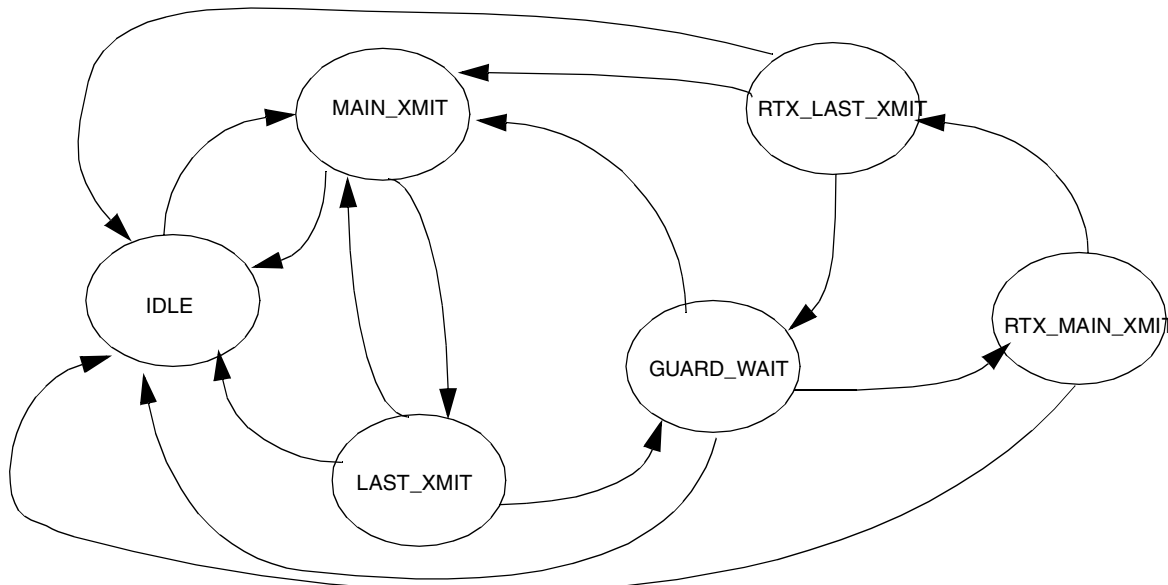 MAIN_XMIT
RTX_LAST_XMIT
IDLE
RTX_MAIN_XMIT
GUARD_WAIT
LAST_XMIT